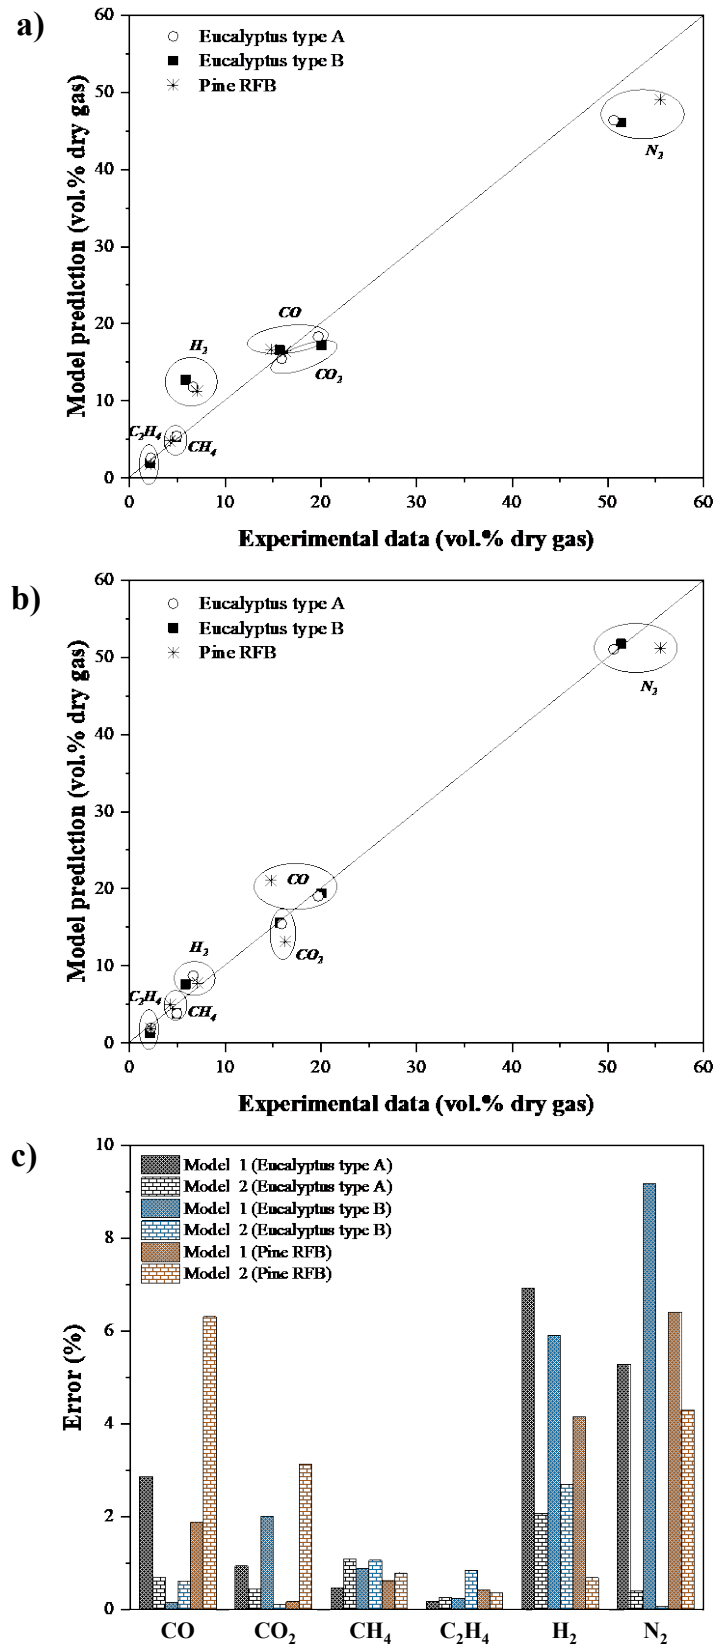 a)
60
50
40
30
20
10
0
Model prediction (vol.% dry gas)
Eucalyptus type A
Eucalyptus type B
Pine RFB
N₂
CO
H₂
CO₂
C₂H₄
CH₄
0 10 20 30 40 50 60
Experimental data (vol.% dry gas)
b)
60
50
40
30
20
10
0
Model prediction (vol.% dry gas)
Eucalyptus type A
Eucalyptus type B
Pine RFB
N₂
CO
H₂
CO₂
C₂H₄
CH₄
0 10 20 30 40 50 60
Experimental data (vol.% dry gas)
c)
10
8
6
4
2
0
Error (%)
Model 1 (Eucalyptus type A)
Model 2 (Eucalyptus type A)
Model 1 (Eucalyptus type B)
Model 2 (Eucalyptus type B)
Model 1 (Pine RFB)
Model 2 (Pine RFB)
CO CO₂ CH₄ C₂H₄ H₂ N₂